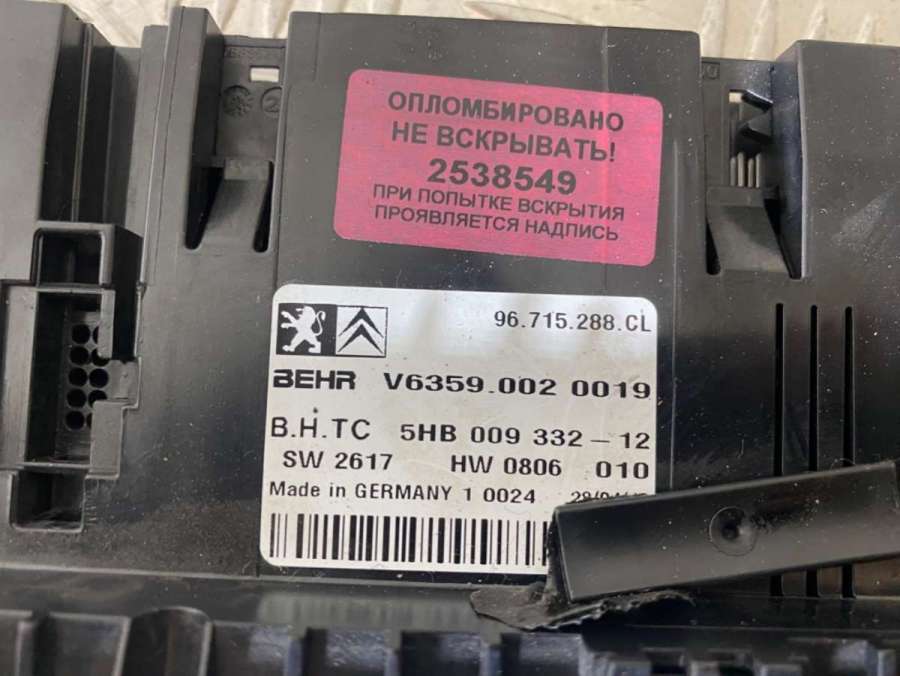 ОПЛОМБИРОВАНО
НЕ ВСКРЫВАТЬ!
2538549
ПРИ ПОПЫТКЕ ВСКРЫТИЯ
ПРОЯВЛЯЕТСЯ НАДПИСЬ
96.715.288.CL
BEHR V6359.002 0019
B.H.TC 5HB 009 332-12
SW 2617 HW 0806 010
Made in GERMANY 1 0024